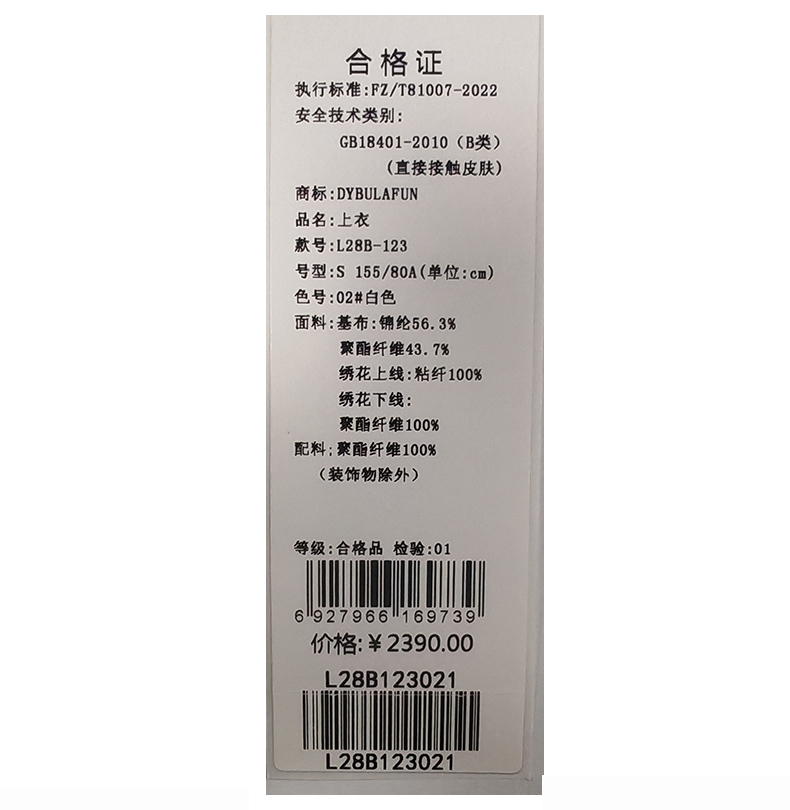 合格证
执行标准:FZ/T81007-2022
安全技术类别:
GB18401-2010（B类）
(直接接触皮肤)
商标:DYBULAFUN
品名:上衣
款号:L28B-123
号型:S 155/80A(单位:cm)
色号:02#白色
面料:基布:锦纶56.3%
聚酯纤维43.7%
绣花上线:粘纤100%
绣花下线:
聚酯纤维100%
配料:聚酯纤维100%
（装饰物除外）
等级:合格品 检验:01
6 927966 169739
价格:￥2390.00
L28B123021
L28B123021